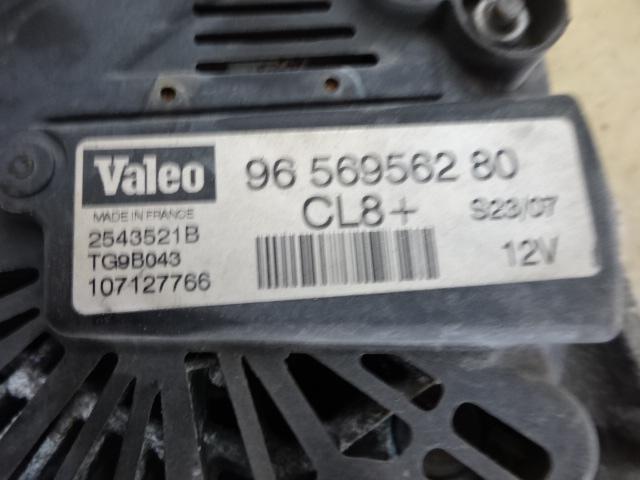 Valeo 96 569562 80
MADE IN FRANCE CL8+ S23/07
2543521B
TG9B043 12V
107127766